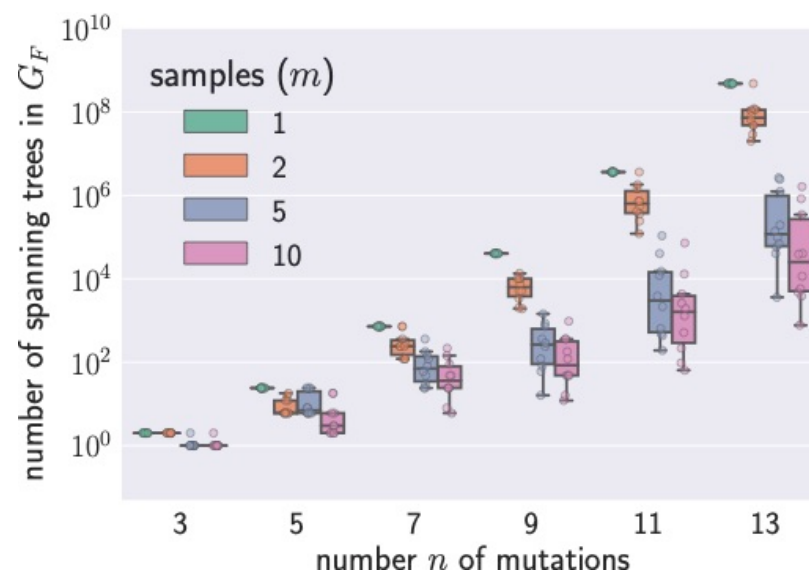 number of spanning trees in G_F
10^10
10^8
10^6
10^4
10^2
10^0
samples (m)
1
2
5
10
3 5 7 9 11 13
number n of mutations